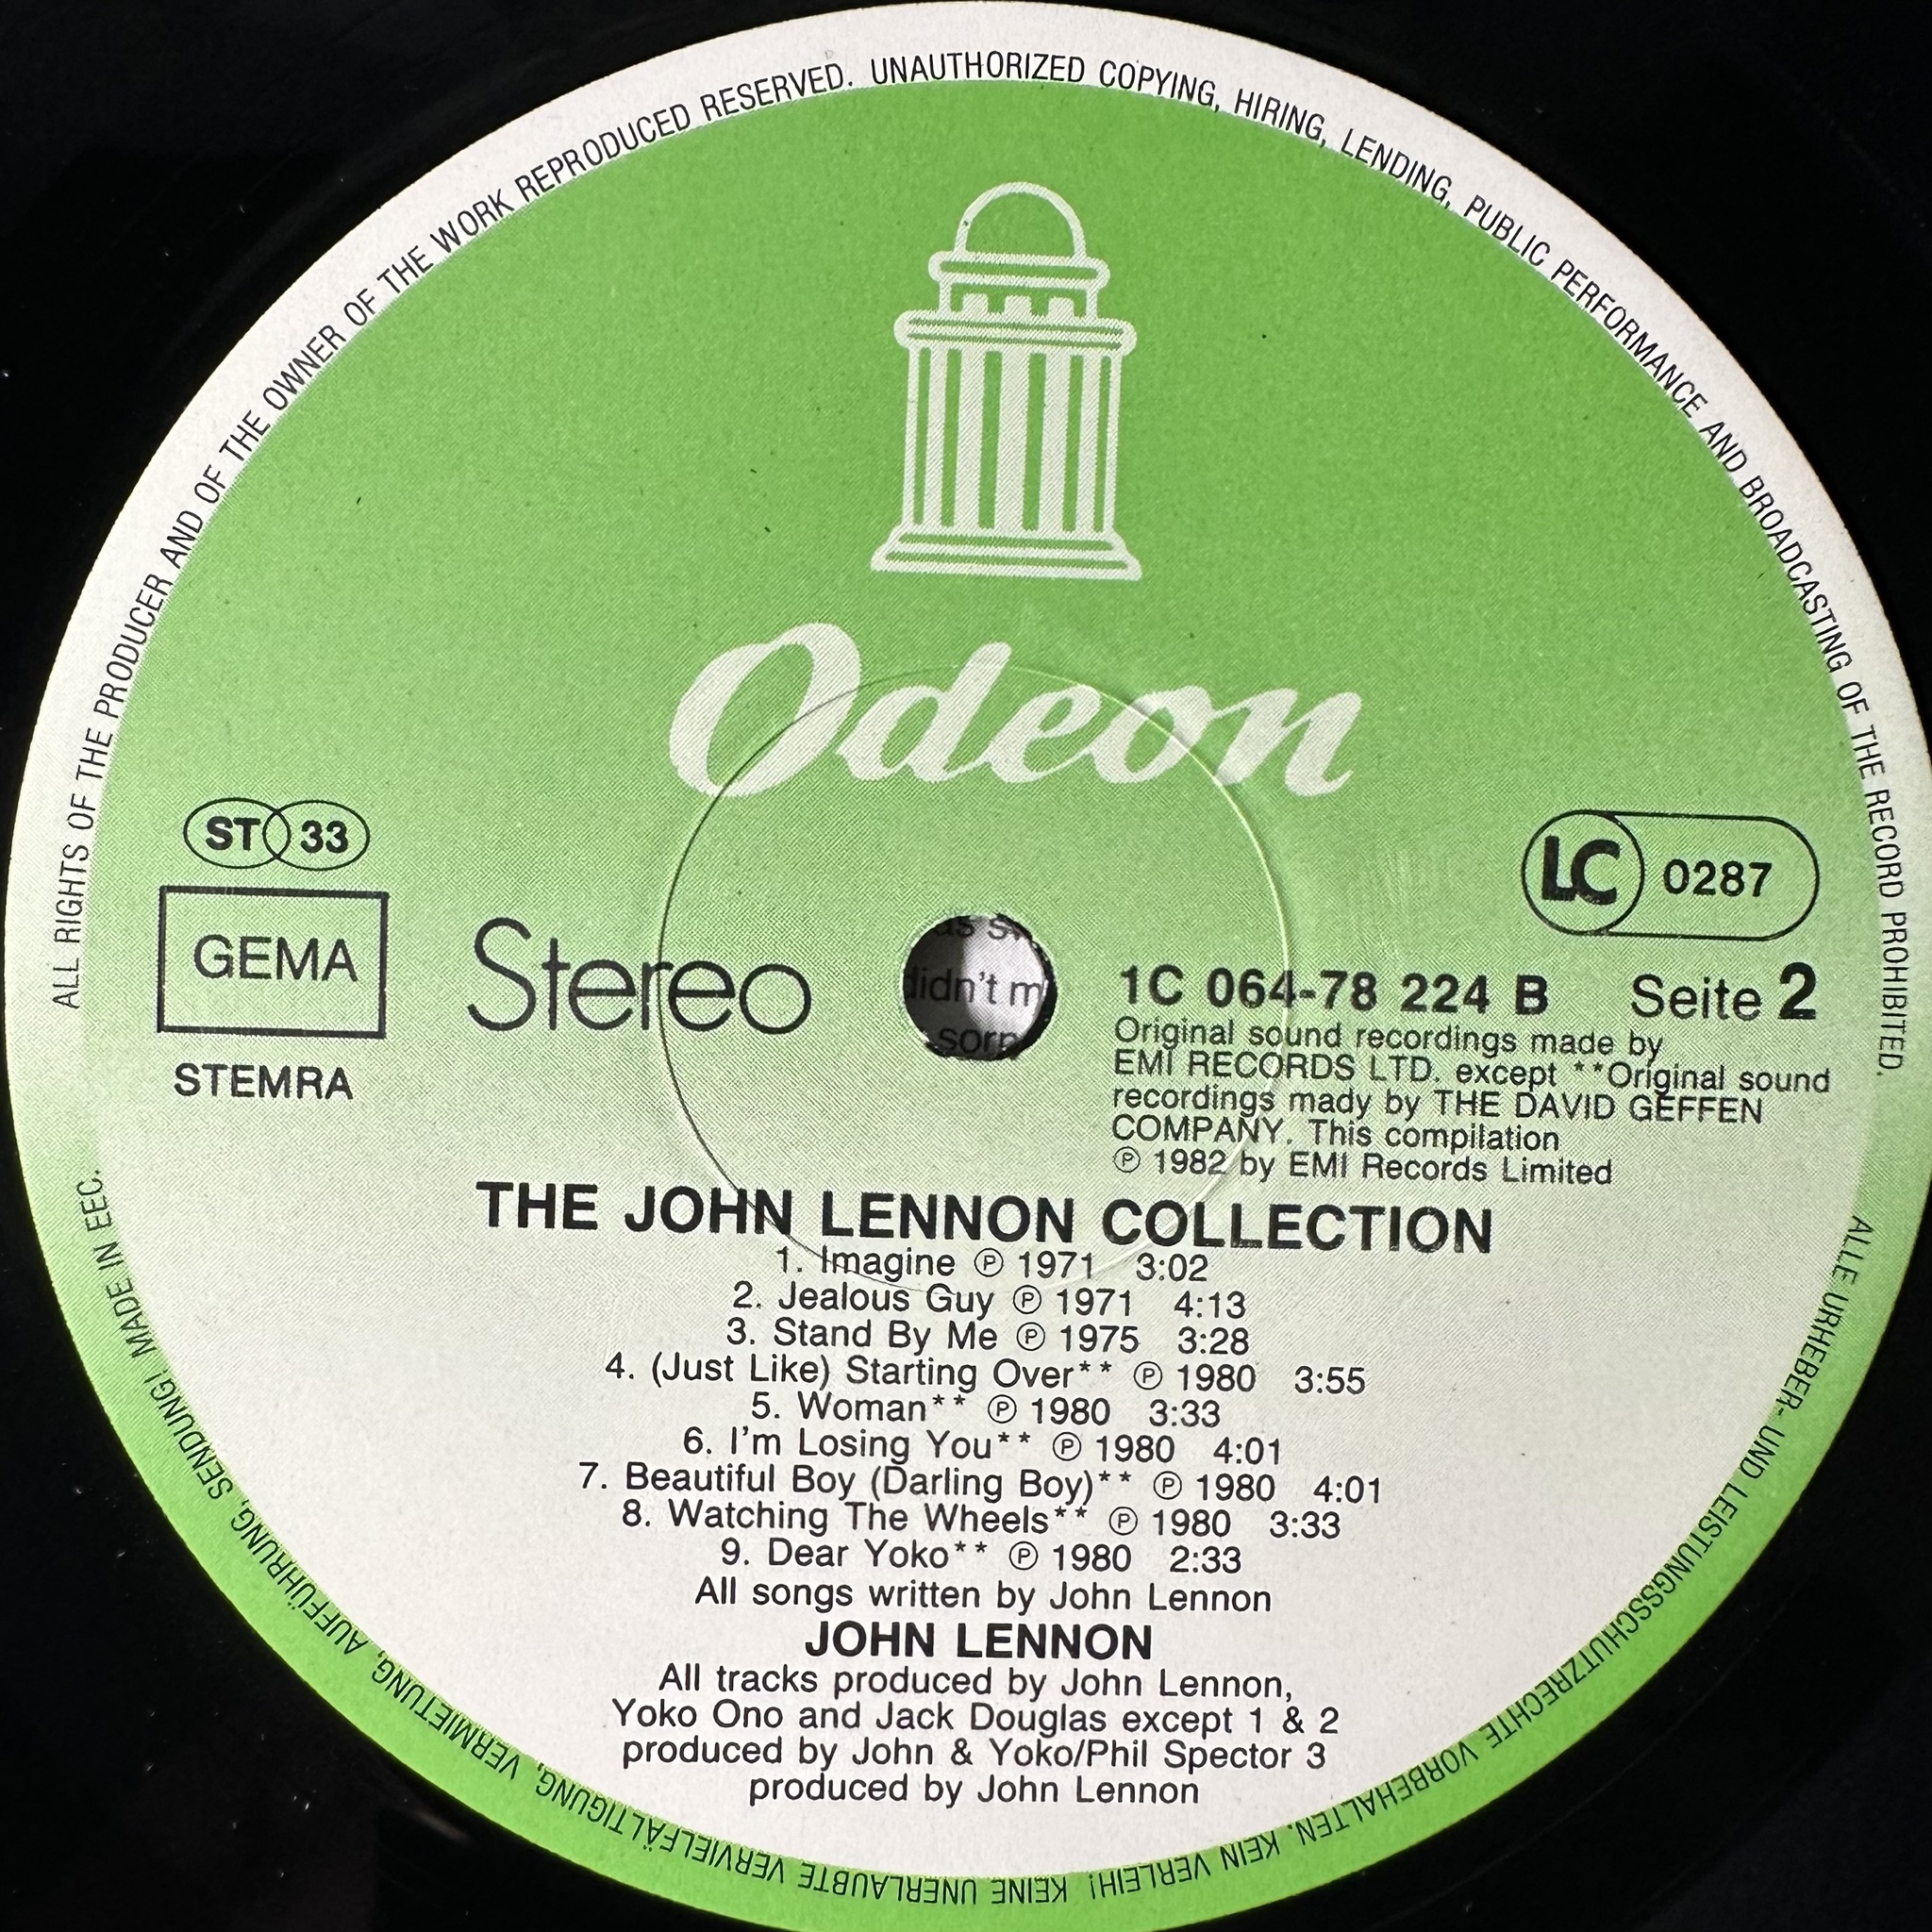 ALL RIGHTS OF THE PRODUCER AND OF THE OWNER OF THE WORK REPRODUCED RESERVED. UNAUTHORIZED COPYING, HIRING, LENDING, PUBLIC PERFORMANCE AND BROADCASTING OF THE RECORD PROHIBITED.
Odeon
ST 33
LC 0287
GEMA
STEMRA
Stereo
didn't m
1C 064-78 224 B Seite 2
Original sound recordings made by
EMI RECORDS LTD. except **Original sound
recordings mady by THE DAVID GEFFEN
COMPANY. This compilation
Ⓟ 1982 by EMI Records Limited
THE JOHN LENNON COLLECTION
1. Imagine Ⓟ 1971 3:02
2. Jealous Guy Ⓟ 1971 4:13
3. Stand By Me Ⓟ 1975 3:28
4. (Just Like) Starting Over** Ⓟ 1980 3:55
5. Woman** Ⓟ 1980 3:33
6. I'm Losing You** Ⓟ 1980 4:01
7. Beautiful Boy (Darling Boy)** Ⓟ 1980 4:01
8. Watching The Wheels** Ⓟ 1980 3:33
9. Dear Yoko** Ⓟ 1980 2:33
All songs written by John Lennon
JOHN LENNON
All tracks produced by John Lennon,
Yoko Ono and Jack Douglas except 1 & 2
produced by John & Yoko/Phil Spector 3
produced by John Lennon
ALLE URHEBER- UND LEISTUNGSSCHUTZRECHTE VORBEHALTEN. KEIN VERLEIH! KEINE UNERLAUBTE VERVIELFÄLTIGUNG, VERMIETUNG, AUFFÜHRUNG, SENDUNG! MADE IN EEC.